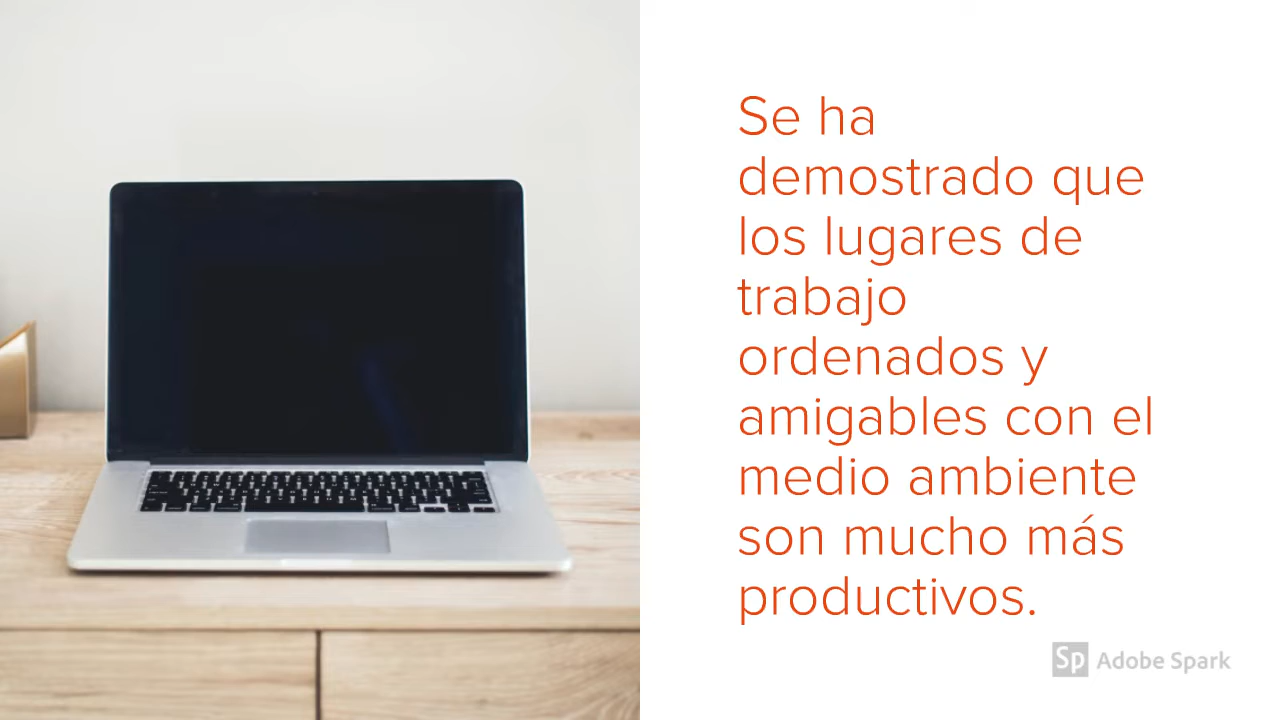 Se ha
demostrado que
los lugares de
trabajo
ordenados y
amigables con el
medio ambiente
son mucho más
productivos.
Sp Adobe Spark